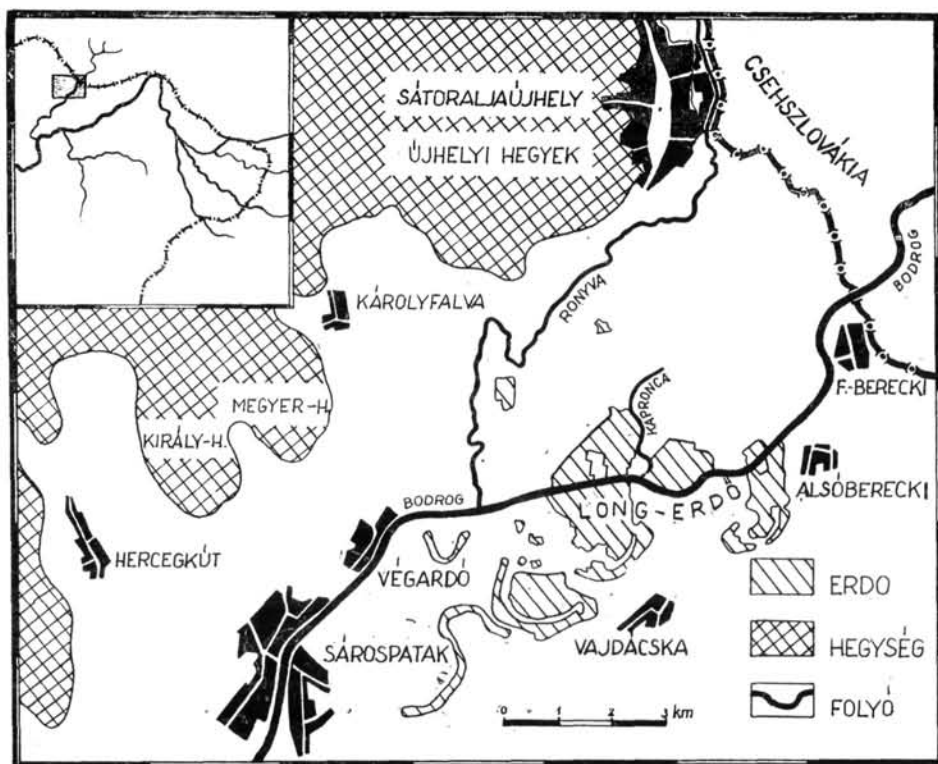 SÁTORALJAÚJHELY
ÚJHELYI HEGYEK
CSEHSZLOVÁKIA
BODROG
RONYVA
KÁROLYFALVA
F.-BERECKI
KAPRONCA
MEGYER-H.
KIRÁLY-H.
ALSÓBERECKI
BODROG
LONG-ERDŐ
HERCEGKÚT
VÉGARDÓ
ERDO
VAJDÁCSKA
SÁROSPATAK
HEGYSÉG
FOLYÓ
0 1 2 3 km